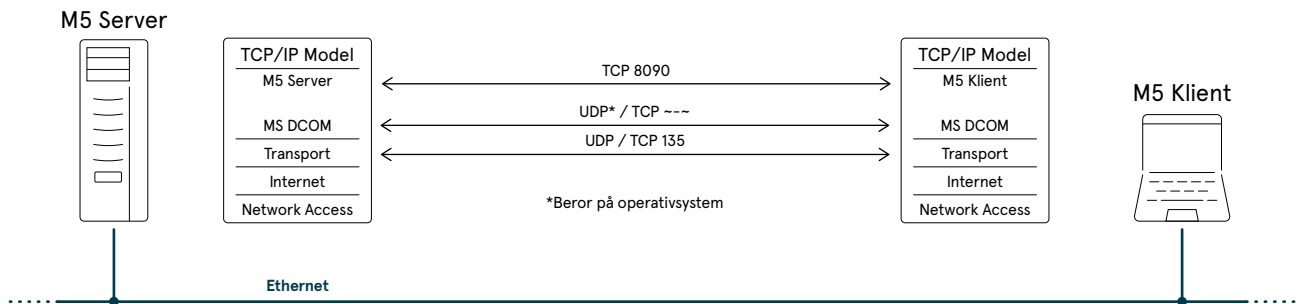 M5 Server
TCP/IP Model
M5 Server
MS DCOM
Transport
Internet
Network Access
TCP 8090
UDP* / TCP ~-~
UDP / TCP 135
*Beror på operativsystem
TCP/IP Model
M5 Klient
MS DCOM
Transport
Internet
Network Access
M5 Klient
Ethernet